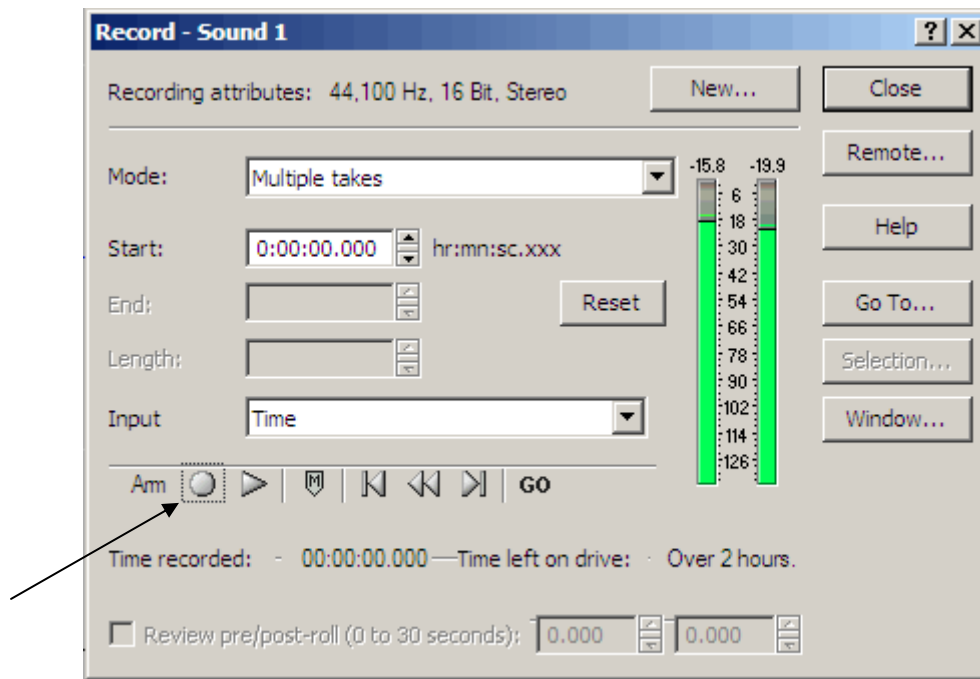 Record - Sound 1
Recording attributes: 44,100 Hz, 16 Bit, Stereo
New...
Close
Remote...
Mode:
Multiple takes
-15.8 -19.9
6
18
30
42
54
66
78
90
102
114
126
Help
Start:
0:00:00.000
hr:mn:sc.xxx
End:
Reset
Go To...
Length:
Selection...
Input
Time
Window...
Arm
M
GO
Time recorded: - 00:00:00.000 Time left on drive: Over 2 hours.
Review pre/post-roll (0 to 30 seconds): 0.000 0.000